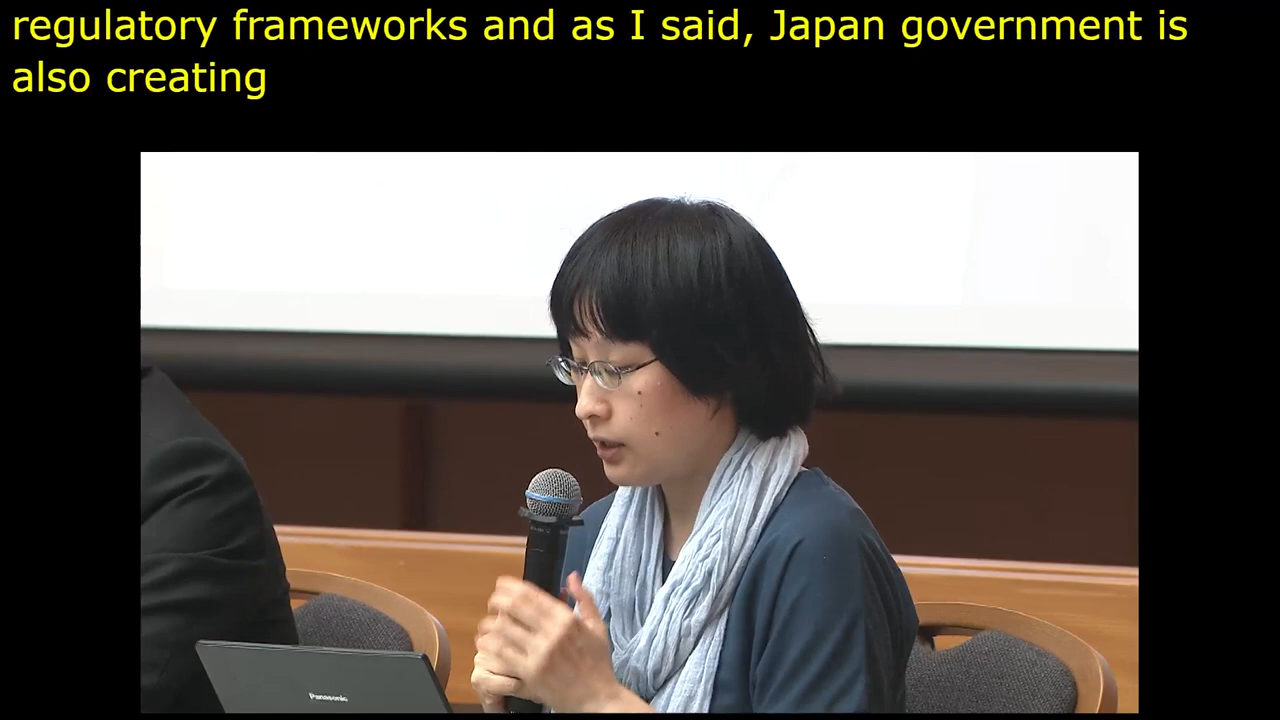 regulatory frameworks and as I said, Japan government is
also creating
Panasonic